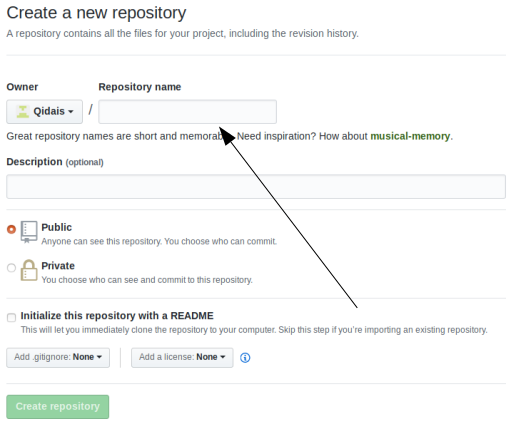 Create a new repository
A repository contains all the files for your project, including the revision history.
Owner Repository name
Qidais /
Great repository names are short and memorab Need inspiration? How about musical-memory.
Description (optional)
Public
Anyone can see this repository. You choose who can commit.
Private
You choose who can see and commit to this repository.
Initialize this repository with a README
This will let you immediately clone the repository to your computer. Skip this step if you're importing an existing repository.
Add .gitignore: None Add a license: None
Create repository